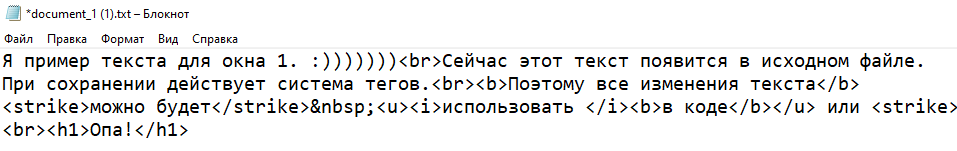 *document_1 (1).txt – Блокнот
Файл Правка Формат Вид Справка
Я пример текста для окна 1. :)))))))<br>Сейчас этот текст появится в исходном файле.
При сохранении действует система тегов.<br><b>Поэтому все изменения текста</b>
<strike>можно будет</strike>&nbsp;<u><i>использовать </i><b>в коде</b></u> или <strike>
<br><h1>Опа!</h1>